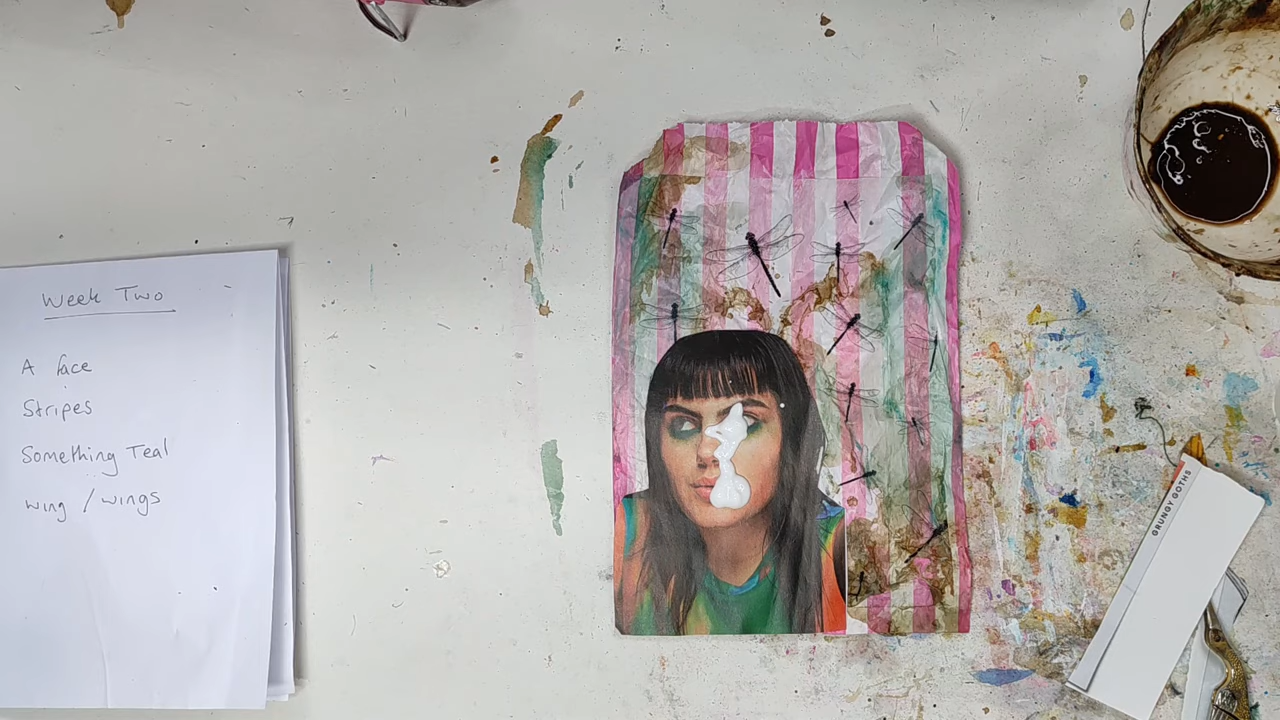 Week Two
A face
Stripes
Something Teal
wing / wings
GRUNGY GOTHS